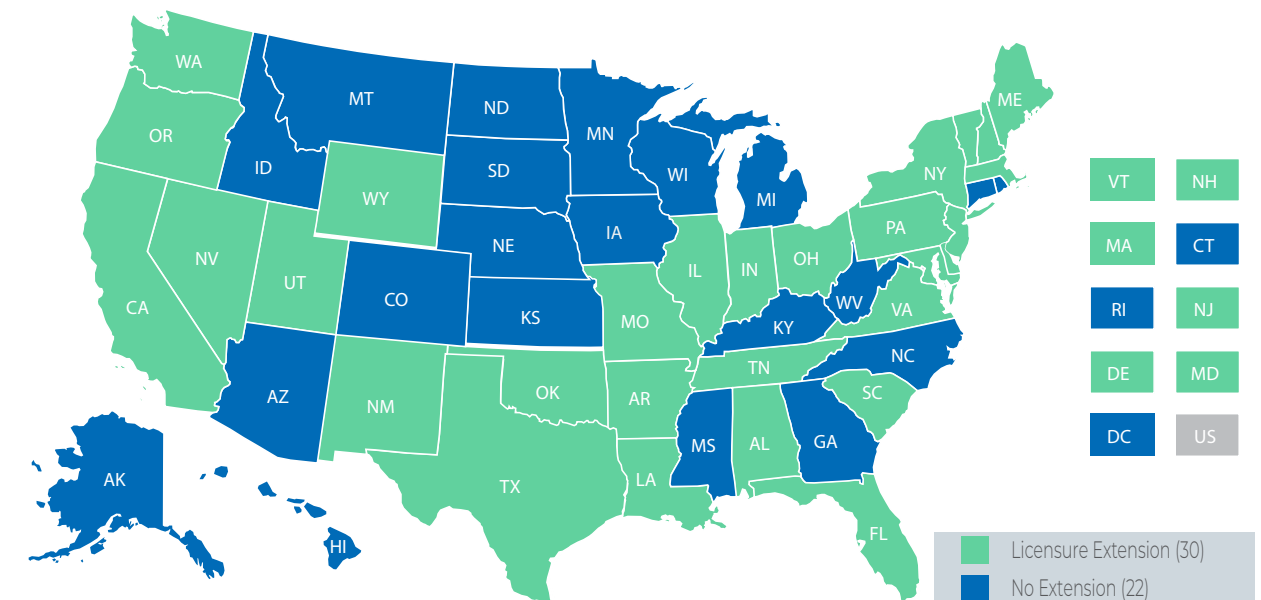 WA
MT
ND
MN
ME
OR
ID
SD
WI
MI
NY
VT
NH
WY
NE
IA
PA
MA
CT
NV
UT
CO
KS
IL
IN
OH
WV
VA
RI
NJ
CA
MO
KY
NC
AZ
NM
OK
AR
TN
SC
DE
MD
MS
AL
GA
DC
US
AK
TX
LA
FL
HI
Licensure Extension (30)
No Extension (22)